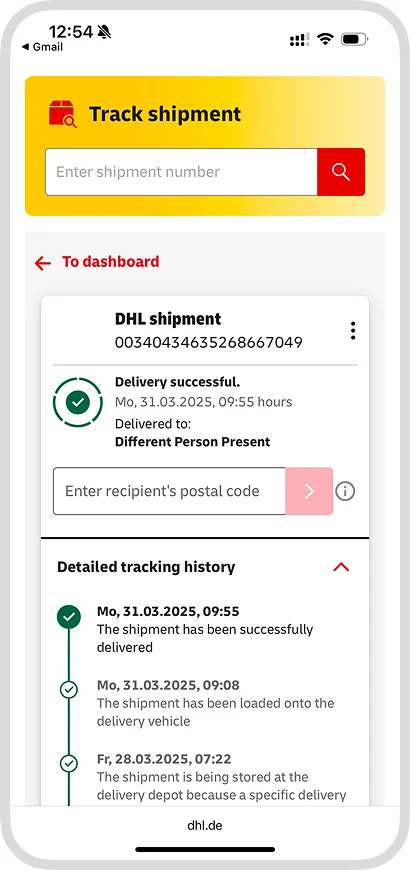 12:54
◀ Gmail
Track shipment
Enter shipment number
To dashboard
DHL shipment
00340434635268667049
Delivery successful.
Mo, 31.03.2025, 09:55 hours
Delivered to:
Different Person Present
Enter recipient's postal code
Detailed tracking history
Mo, 31.03.2025, 09:55
The shipment has been successfully
delivered
Mo, 31.03.2025, 09:08
The shipment has been loaded onto the
delivery vehicle
Fr, 28.03.2025, 07:22
The shipment is being stored at the
delivery depot because a specific delivery
dhl.de